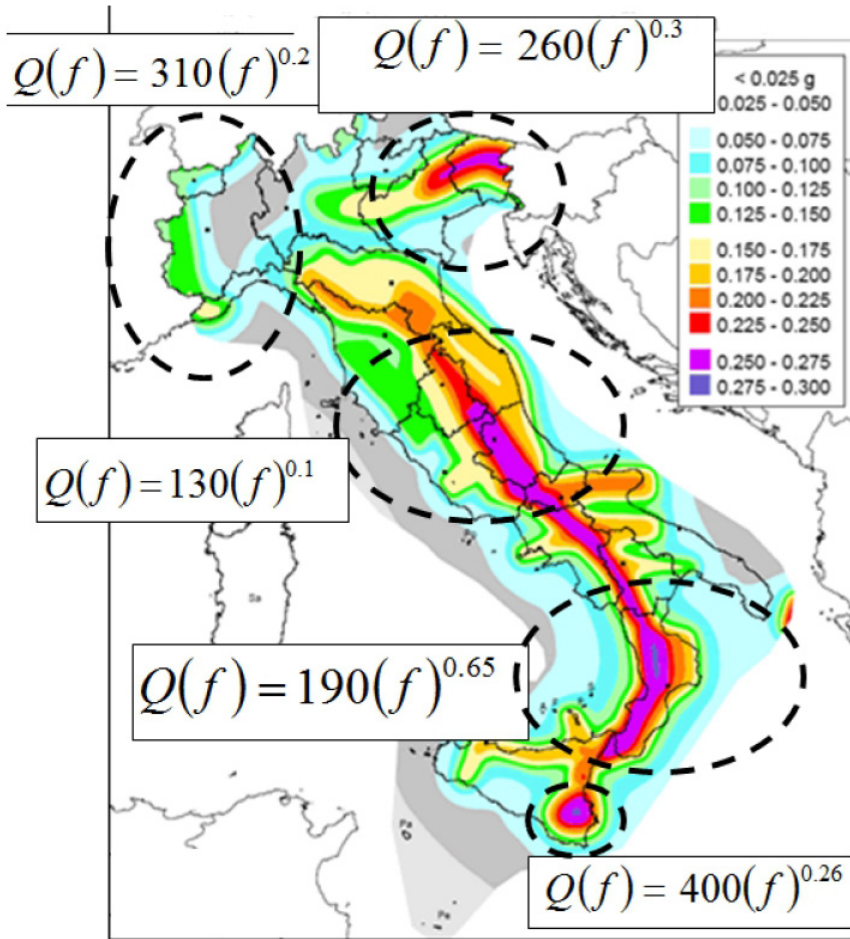 Q(f) = 310(f)^0.2
Q(f) = 260(f)^0.3
< 0.025 g
0.025 - 0.050
0.050 - 0.075
0.075 - 0.100
0.100 - 0.125
0.125 - 0.150
0.150 - 0.175
0.175 - 0.200
0.200 - 0.225
0.225 - 0.250
0.250 - 0.275
0.275 - 0.300
Q(f) = 130(f)^0.1
Q(f) = 190(f)^0.65
Q(f) = 400(f)^0.26